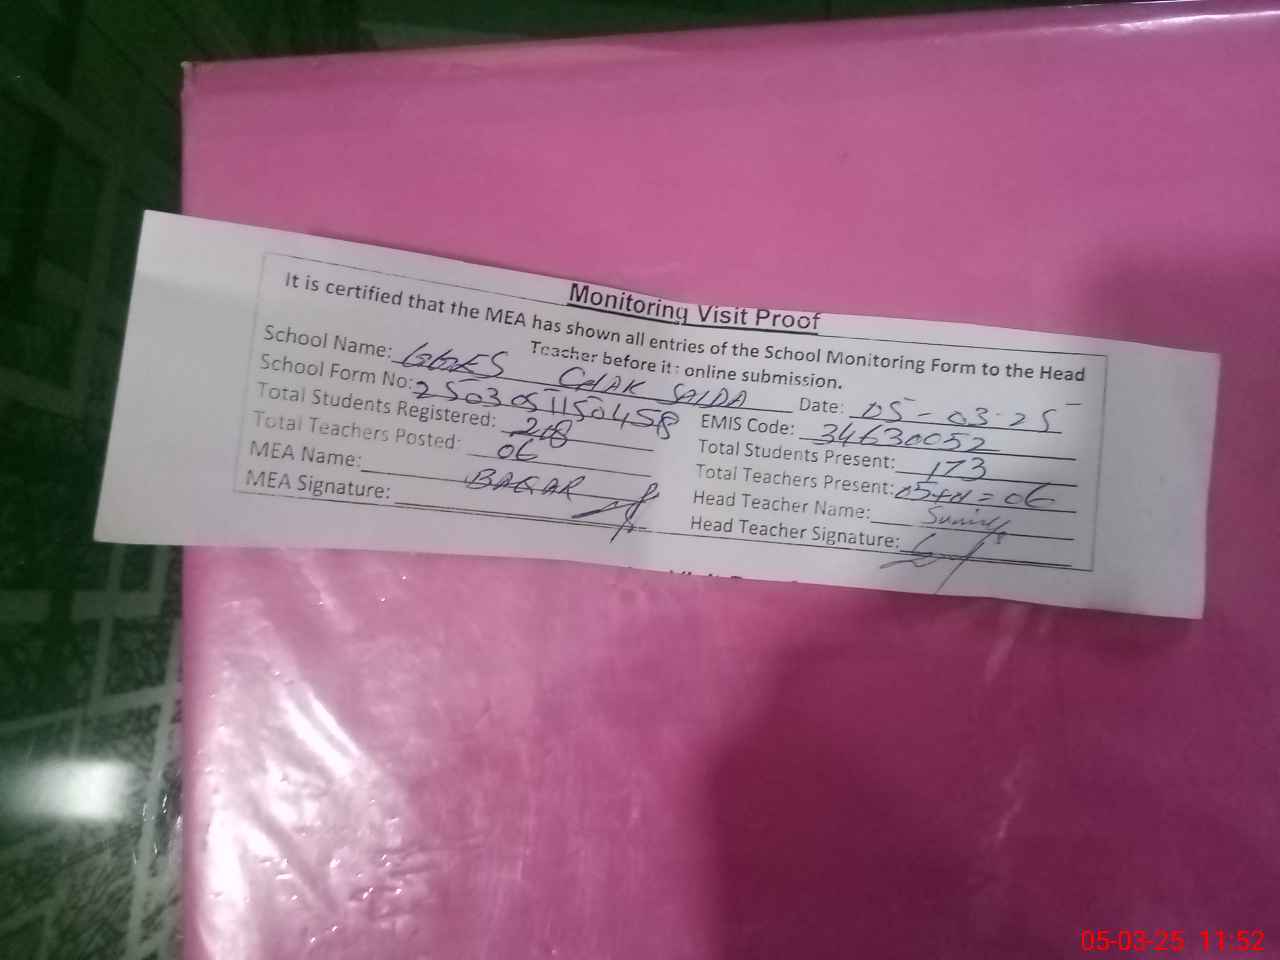 Monitoring Visit Proof
It is certified that the MEA has shown all entries of the School Monitoring Form to the Head
Teacher before it: online submission.
School Name: GGES CHAK SAIDA Date: 05-03-25
School Form No: 2503051150458 EMIS Code: 34630052
Total Students Registered: 218 Total Students Present: 173
Total Teachers Posted: 06 Total Teachers Present: 05+01=06
MEA Name: BAQAR Head Teacher Name:
MEA Signature: Head Teacher Signature:
05-03-25 11:52